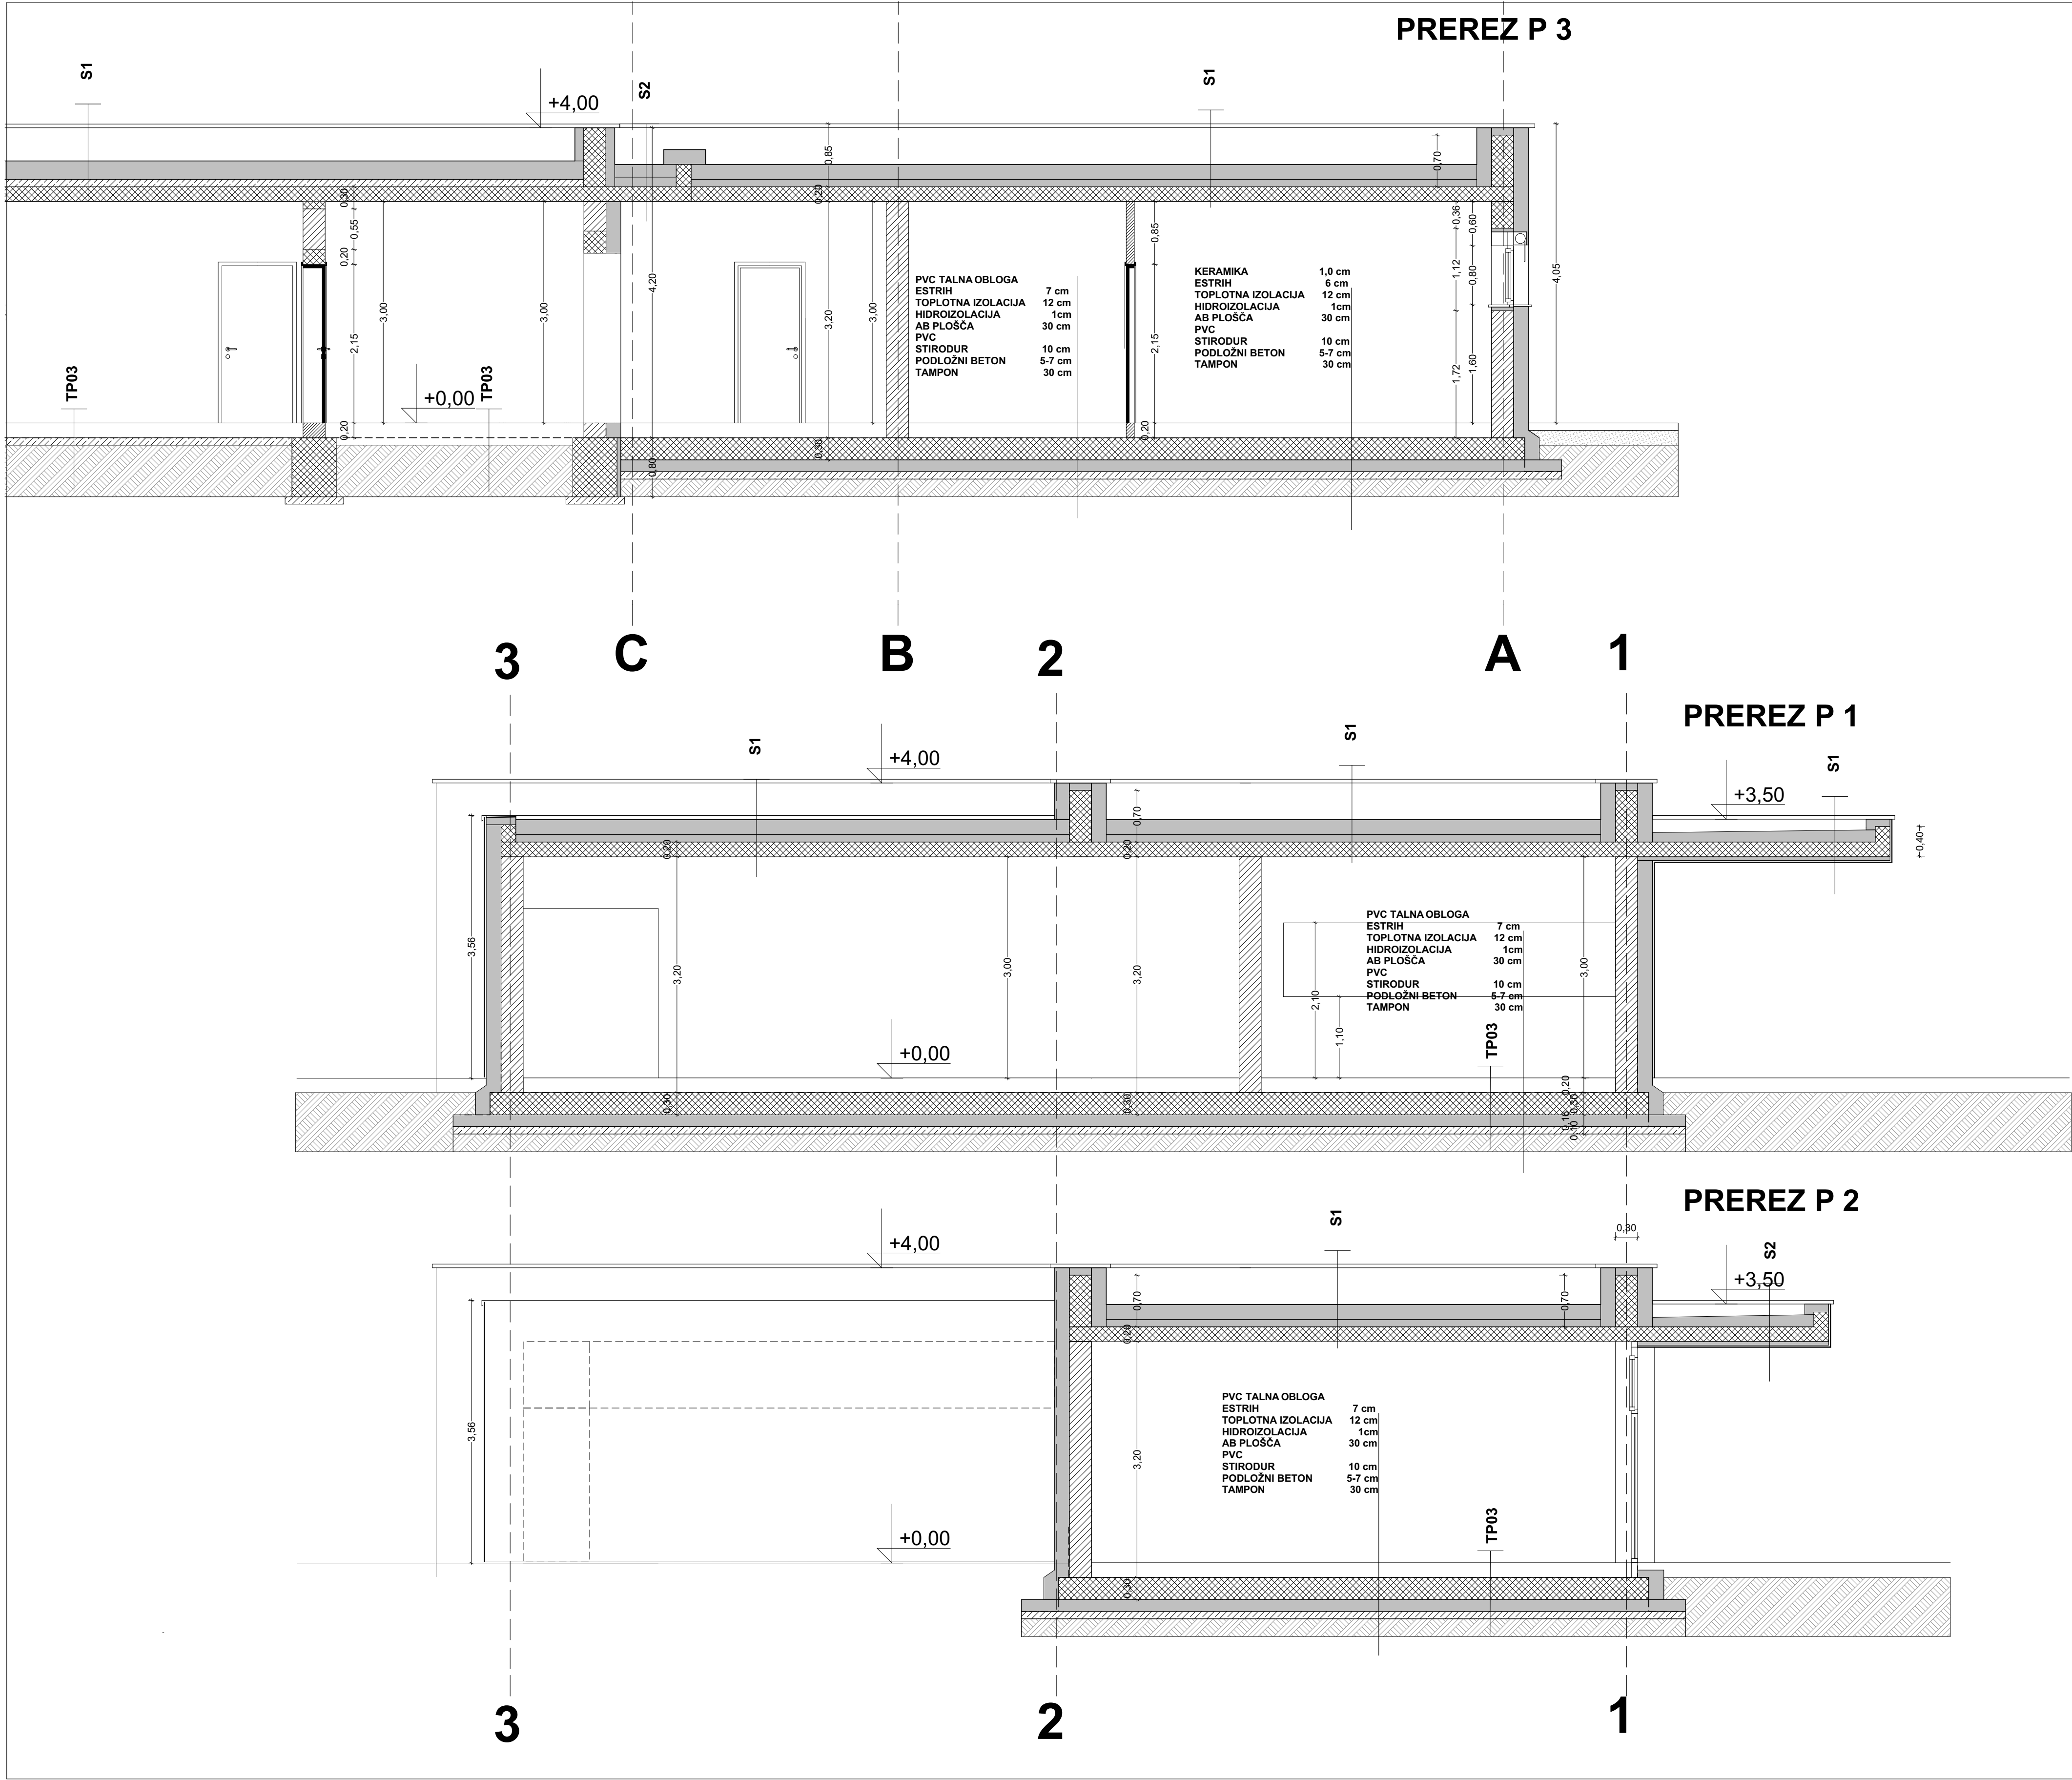 PREREZ P 3
S1
S2
S1
+4,00
0,85
0,70
0,30
0,20
0,55
0,20
0,85
0,36
0,60
4,20
1,12
0,80
4,05
3,00
3,00
3,20
3,00
2,15
2,15
1,72
1,60
PVC TALNA OBLOGA
ESTRIH 7 cm
TOPLOTNA IZOLACIJA 12 cm
HIDROIZOLACIJA 1cm
AB PLOŠČA 30 cm
PVC
STIRODUR 10 cm
PODLOŽNI BETON 5-7 cm
TAMPON 30 cm
KERAMIKA 1,0 cm
ESTRIH 6 cm
TOPLOTNA IZOLACIJA 12 cm
HIDROIZOLACIJA 1cm
AB PLOŠČA 30 cm
PVC
STIRODUR 10 cm
PODLOŽNI BETON 5-7 cm
TAMPON 30 cm
TP03
+0,00
TP03
0,20
0,20
0,30
0,80
3 C B 2 A 1
PREREZ P 1
S1
S1
S1
+4,00
+3,50
0,70
0,40
0,20
0,20
3,56
3,20
3,00
3,20
3,00
2,10
1,10
PVC TALNA OBLOGA
ESTRIH 7 cm
TOPLOTNA IZOLACIJA 12 cm
HIDROIZOLACIJA 1cm
AB PLOŠČA 30 cm
PVC
STIRODUR 10 cm
PODLOŽNI BETON 5-7 cm
TAMPON 30 cm
TP03
+0,00
0,30
0,30
0,20
0,30
0,16
0,10
PREREZ P 2
S1
0,30
S2
+4,00
+3,50
0,70
0,70
0,20
3,56
3,20
PVC TALNA OBLOGA
ESTRIH 7 cm
TOPLOTNA IZOLACIJA 12 cm
HIDROIZOLACIJA 1cm
AB PLOŠČA 30 cm
PVC
STIRODUR 10 cm
PODLOŽNI BETON 5-7 cm
TAMPON 30 cm
TP03
+0,00
0,30
3 2 1